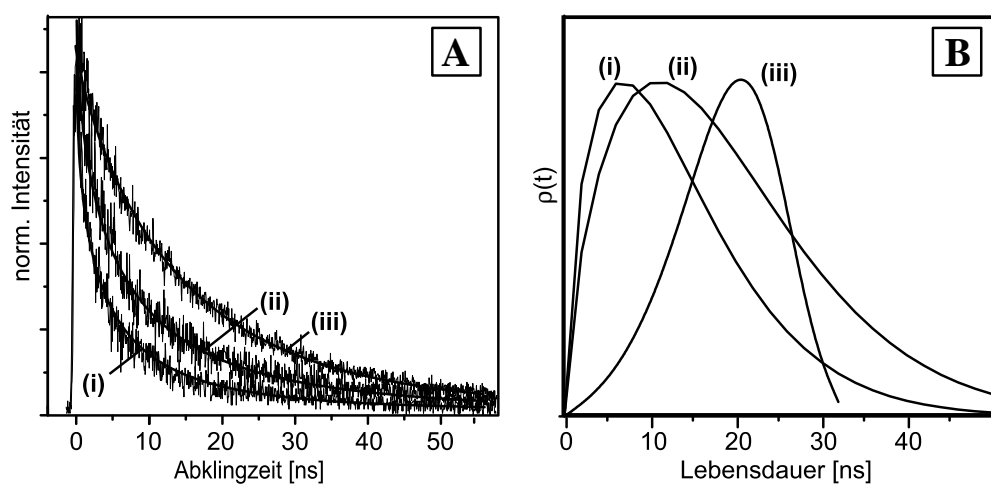 A
norm. Intensität
(i)
(ii)
(iii)
0 10 20 30 40 50
Abklingzeit [ns]
B
(i) (ii) (iii)
ρ(t)
0 10 20 30 40
Lebensdauer [ns]